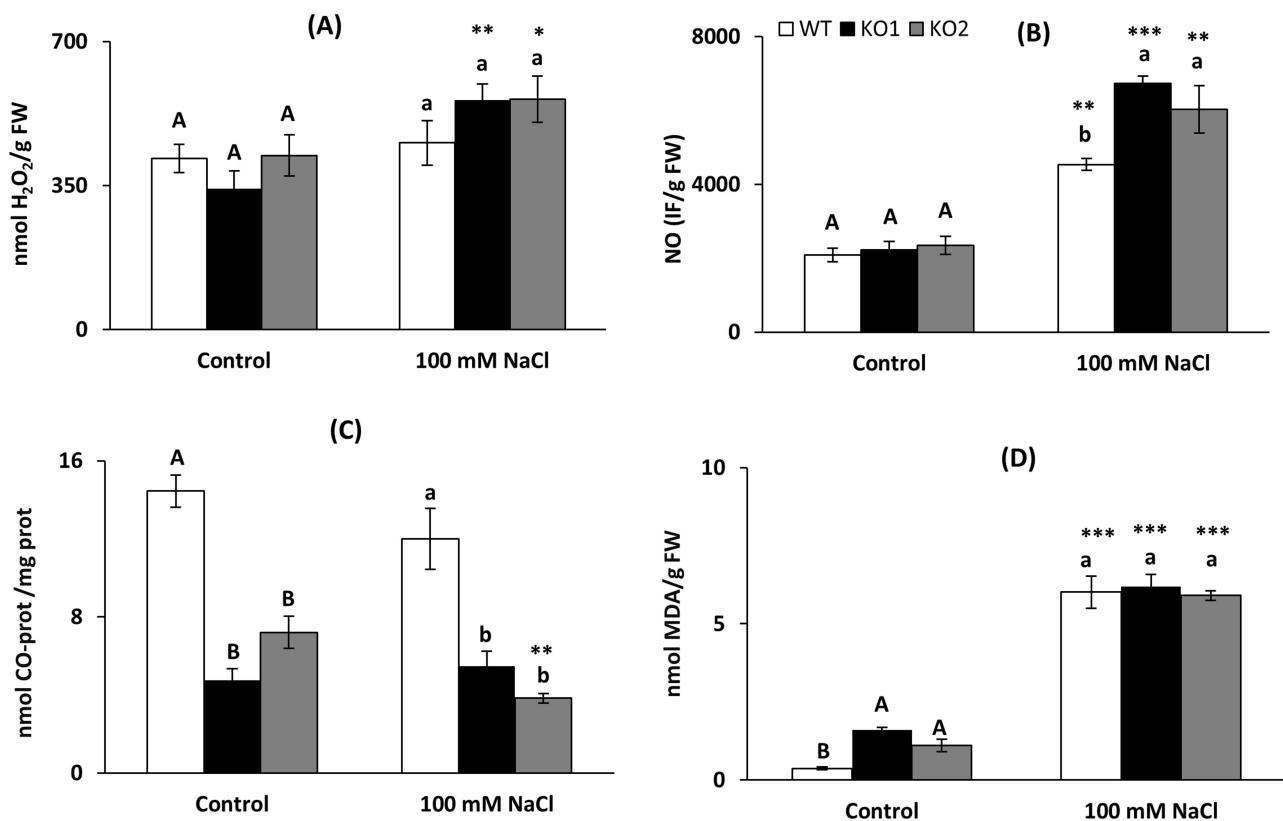 (A)
700
350
0
nmol H₂O₂/g FW
A
A
A
a
**
a
*
a
Control
100 mM NaCl
WT KO1 KO2
(B)
8000
4000
0
NO (IF/g FW)
A
A
A
**
b
***
a
**
a
Control
100 mM NaCl
(C)
16
8
0
nmol CO-prot /mg prot
A
B
B
a
b
**
b
Control
100 mM NaCl
(D)
10
5
0
nmol MDA/g FW
B
A
A
***
a
***
a
***
a
Control
100 mM NaCl